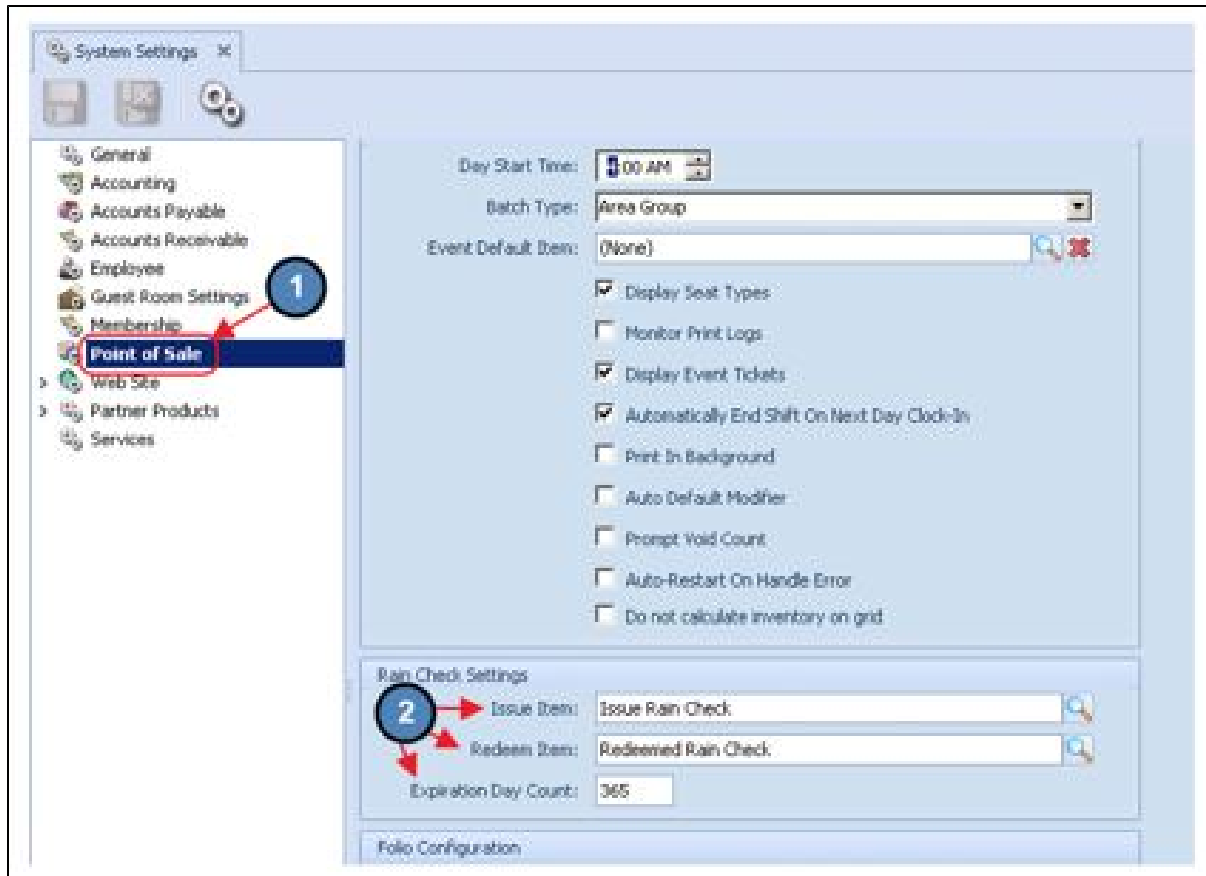 System Settings
General
Accounting
Accounts Payable
Accounts Receivable
Employee
Guest Room Settings
Membership
Point of Sale
Web Site
Partner Products
Services
1
Day Start Time: :00 AM
Batch Type: Area Group
Event Default Item: (None)
Display Seat Types
Monitor Print Logs
Display Event Tickets
Automatically End Shift On Next Day Clock-In
Print In Background
Auto Default Modifier
Prompt Void Count
Auto-Restart On Handle Error
Do not calculate inventory on grid
Rain Check Settings
2
Issue Item: Issue Rain Check
Redeem Item: Redeemed Rain Check
Expiration Day Count: 365
Folio Configuration